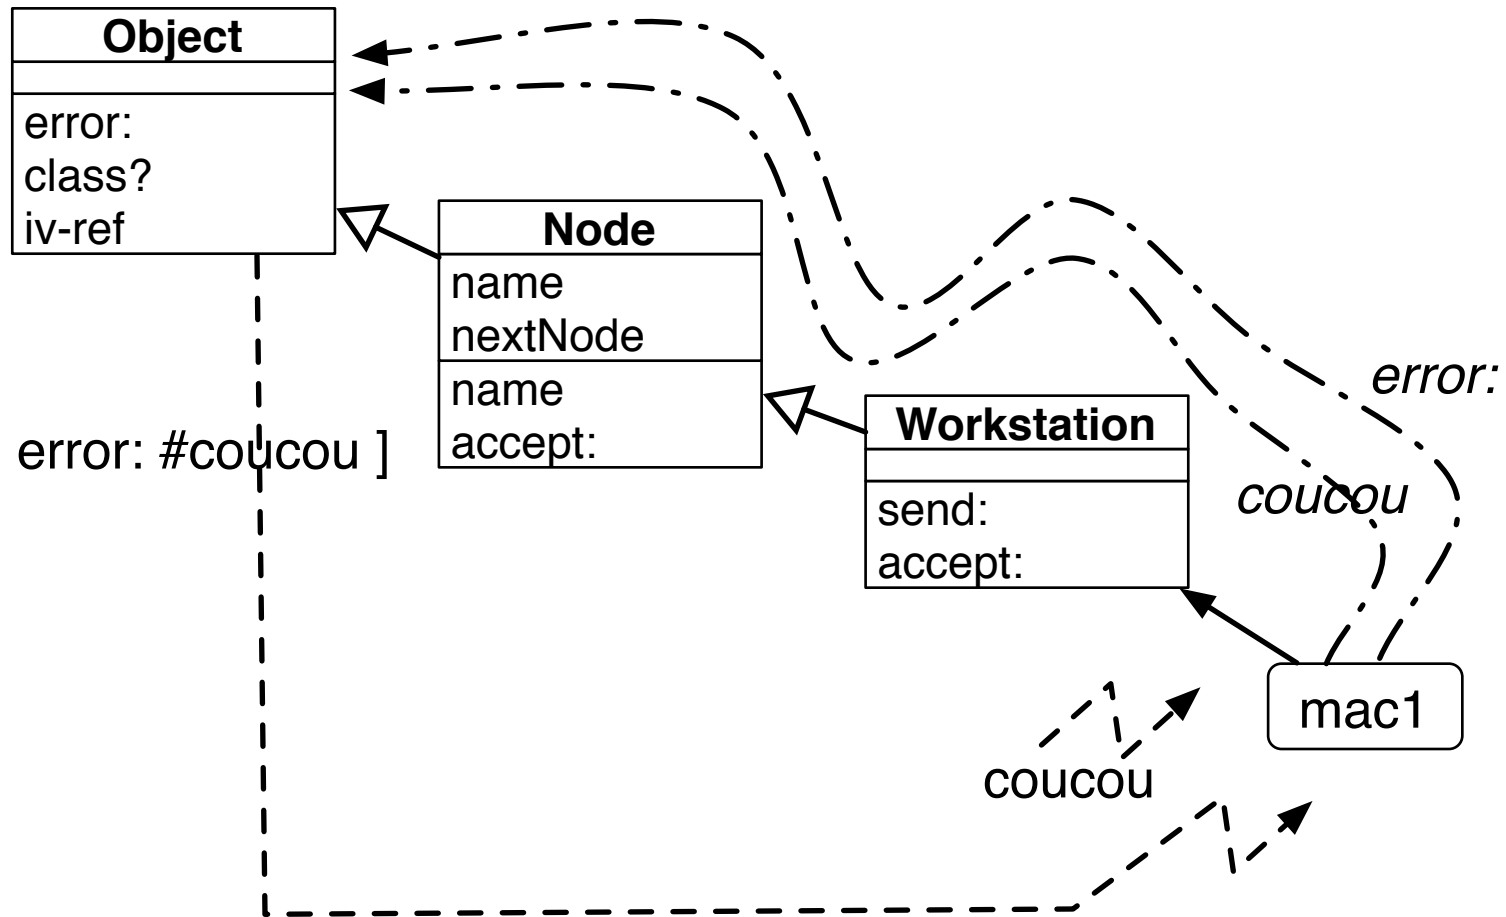 Object
error:
class?
iv-ref
Node
name
nextNode
name
accept:
error:
Workstation
error: #coucou ]
coucou
send:
accept:
mac1
coucou